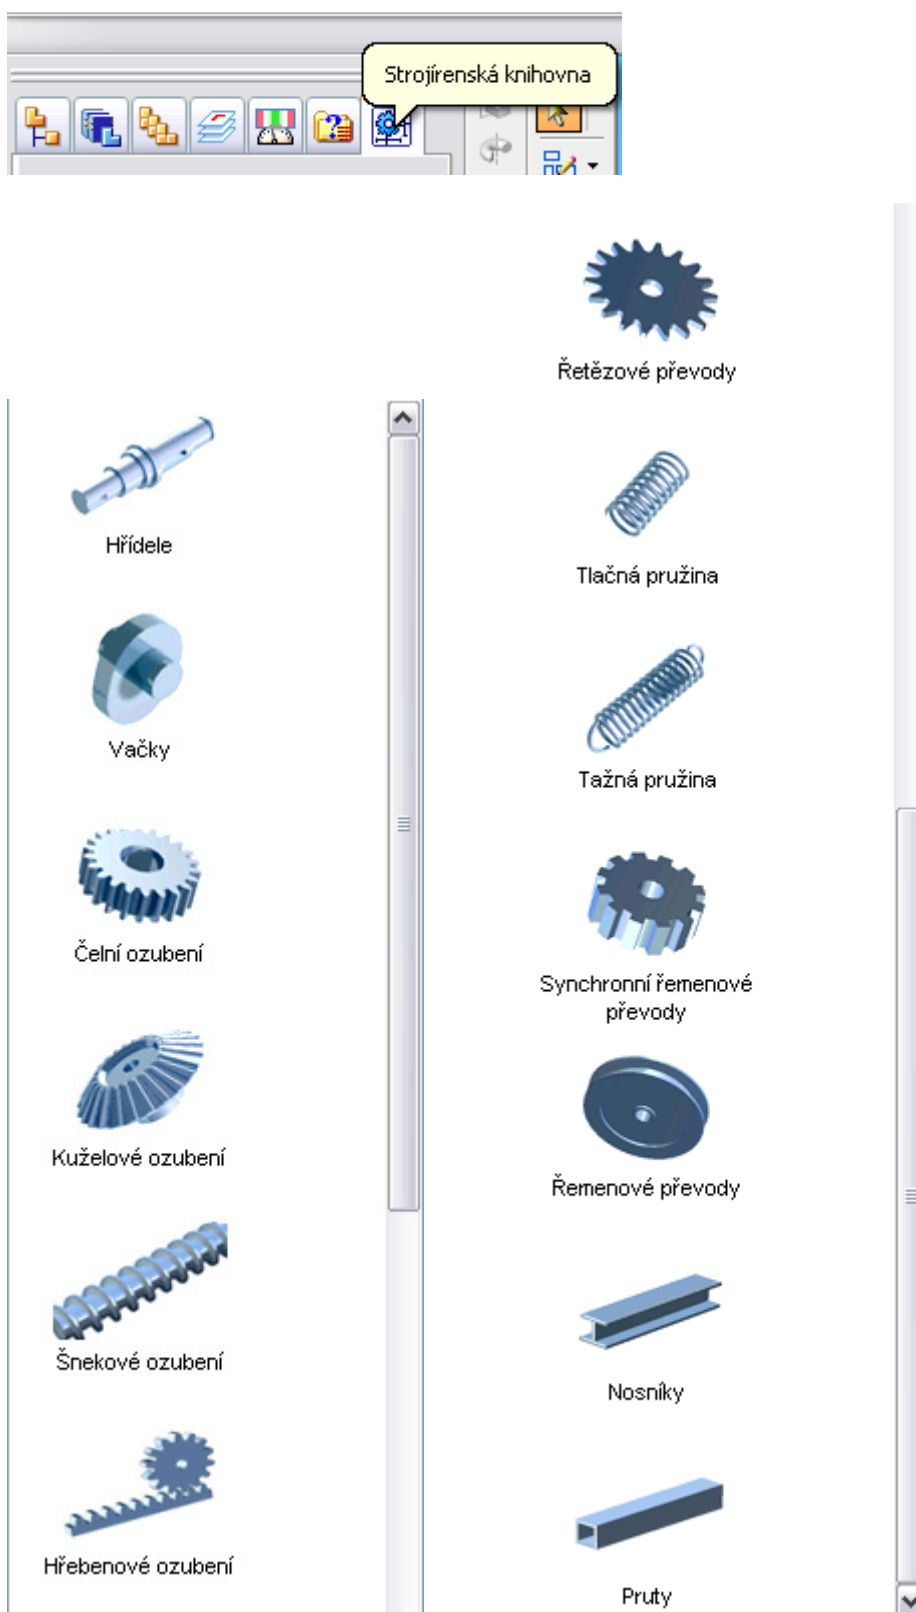 Strojírenská knihovna
Hřídele
Vačky
Čelní ozubení
Kuželové ozubení
Šnekové ozubení
Hřebenové ozubení
Řetězové převody
Tlačná pružina
Tažná pružina
Synchronní řemenové
převody
Řemenové převody
Nosníky
Pruty